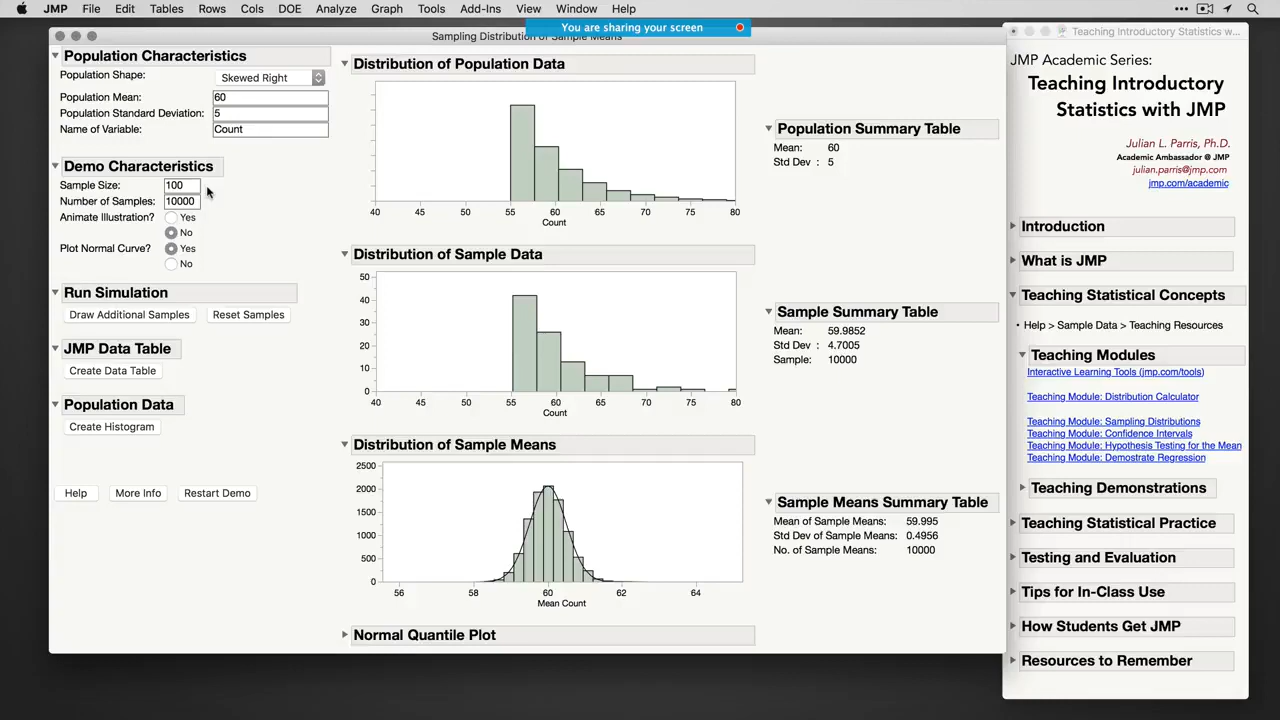 JMP File Edit Tables Rows Cols DOE Analyze Graph Tools Add-Ins View Window Help
You are sharing your screen
Sampling Distribution of Sample Means
Population Characteristics
Population Shape: Skewed Right
Population Mean: 60
Population Standard Deviation: 5
Name of Variable: Count
Demo Characteristics
Sample Size: 100
Number of Samples: 10000
Animate Illustration? Yes
No
Plot Normal Curve? Yes
No
Run Simulation
Draw Additional Samples Reset Samples
JMP Data Table
Create Data Table
Population Data
Create Histogram
Help More Info Restart Demo
Distribution of Population Data
40 45 50 55 60 65 70 75 80
Count
Population Summary Table
Mean: 60
Std Dev : 5
Distribution of Sample Data
50
40
30
20
10
0
40 45 50 55 60 65 70 75 80
Count
Sample Summary Table
Mean: 59.9852
Std Dev : 4.7005
Sample: 10000
Distribution of Sample Means
2500
2000
1500
1000
500
0
56 58 60 62 64
Mean Count
Sample Means Summary Table
Mean of Sample Means: 59.995
Std Dev of Sample Means: 0.4956
No. of Sample Means: 10000
Normal Quantile Plot
Teaching Introductory Statistics w...
JMP Academic Series:
Teaching Introductory
Statistics with JMP
Julian L. Parris, Ph.D.
Academic Ambassador @ JMP
julian.parris@jmp.com
jmp.com/academic
Introduction
What is JMP
Teaching Statistical Concepts
• Help > Sample Data > Teaching Resources
Teaching Modules
Interactive Learning Tools (jmp.com/tools)
Teaching Module: Distribution Calculator
Teaching Module: Sampling Distributions
Teaching Module: Confidence Intervals
Teaching Module: Hypothesis Testing for the Mean
Teaching Module: Demostrate Regression
Teaching Demonstrations
Teaching Statistical Practice
Testing and Evaluation
Tips for In-Class Use
How Students Get JMP
Resources to Remember